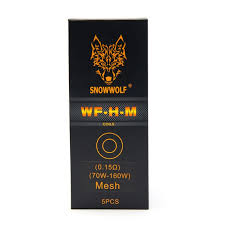 SNOWWOLF®
WF-H-M
COILS
(0.15Ω)
(70W-160W)
Mesh
5PCS